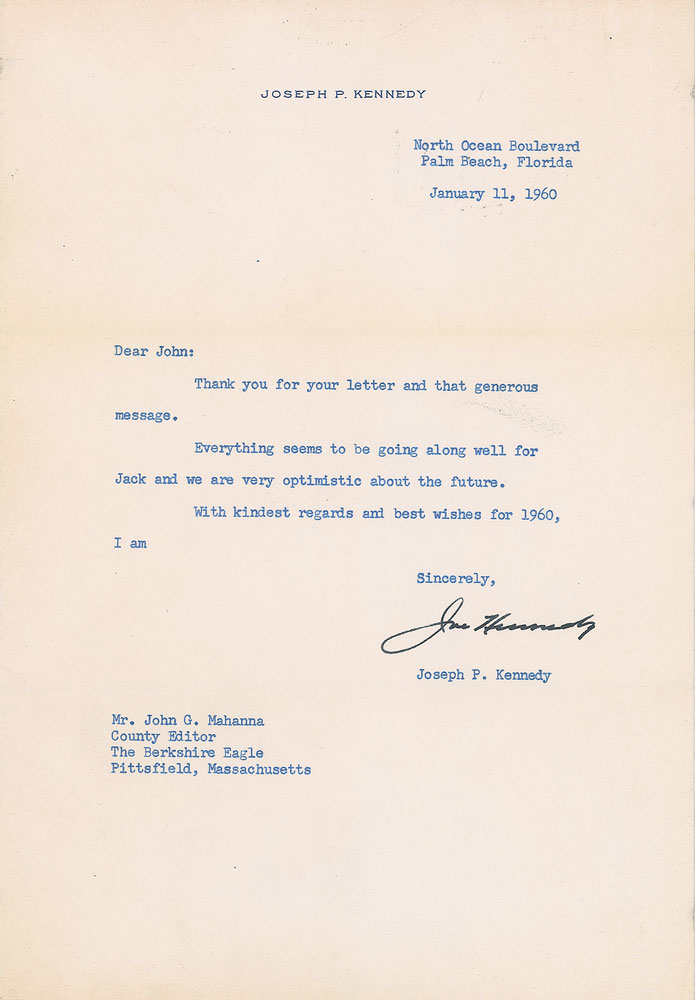 JOSEPH P. KENNEDY
North Ocean Boulevard
Palm Beach, Florida
January 11, 1960
Dear John:
Thank you for your letter and that generous
message.
Everything seems to be going along well for
Jack and we are very optimistic about the future.
With kindest regards and best wishes for 1960,
I am
Sincerely,
Joe Kennedy
Joseph P. Kennedy
Mr. John G. Mahanna
County Editor
The Berkshire Eagle
Pittsfield, Massachusetts